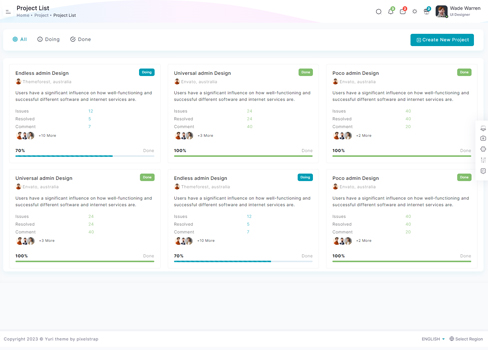 Project List
Home • Project • Project List
Wade Warren
UI Designer
All
Doing
Done
Create New Project
Endless admin Design
Doing
Themeforest, australia
Users have a significant influence on how well-functioning and
successful different software and internet services are.
Issues 12
Resolved 5
Comment 7
+10 More
70% Done
Universal admin Design
Done
Envato, australia
Users have a significant influence on how well-functioning and
successful different software and internet services are.
Issues 24
Resolved 24
Comment 40
+3 More
100% Done
Poco admin Design
Done
Envato, australia
Users have a significant influence on how well-functioning and
successful different software and internet services are.
Issues 40
Resolved 40
Comment 20
+2 More
100% Done
Universal admin Design
Done
Envato, australia
Users have a significant influence on how well-functioning and
successful different software and internet services are.
Issues 24
Resolved 24
Comment 40
+3 More
100% Done
Endless admin Design
Doing
Themeforest, australia
Users have a significant influence on how well-functioning and
successful different software and internet services are.
Issues 12
Resolved 5
Comment 7
+10 More
70% Done
Poco admin Design
Done
Envato, australia
Users have a significant influence on how well-functioning and
successful different software and internet services are.
Issues 40
Resolved 40
Comment 20
+2 More
100% Done
Copyright 2023 © Yuri theme by pixelstrap
ENGLISH
Select Region